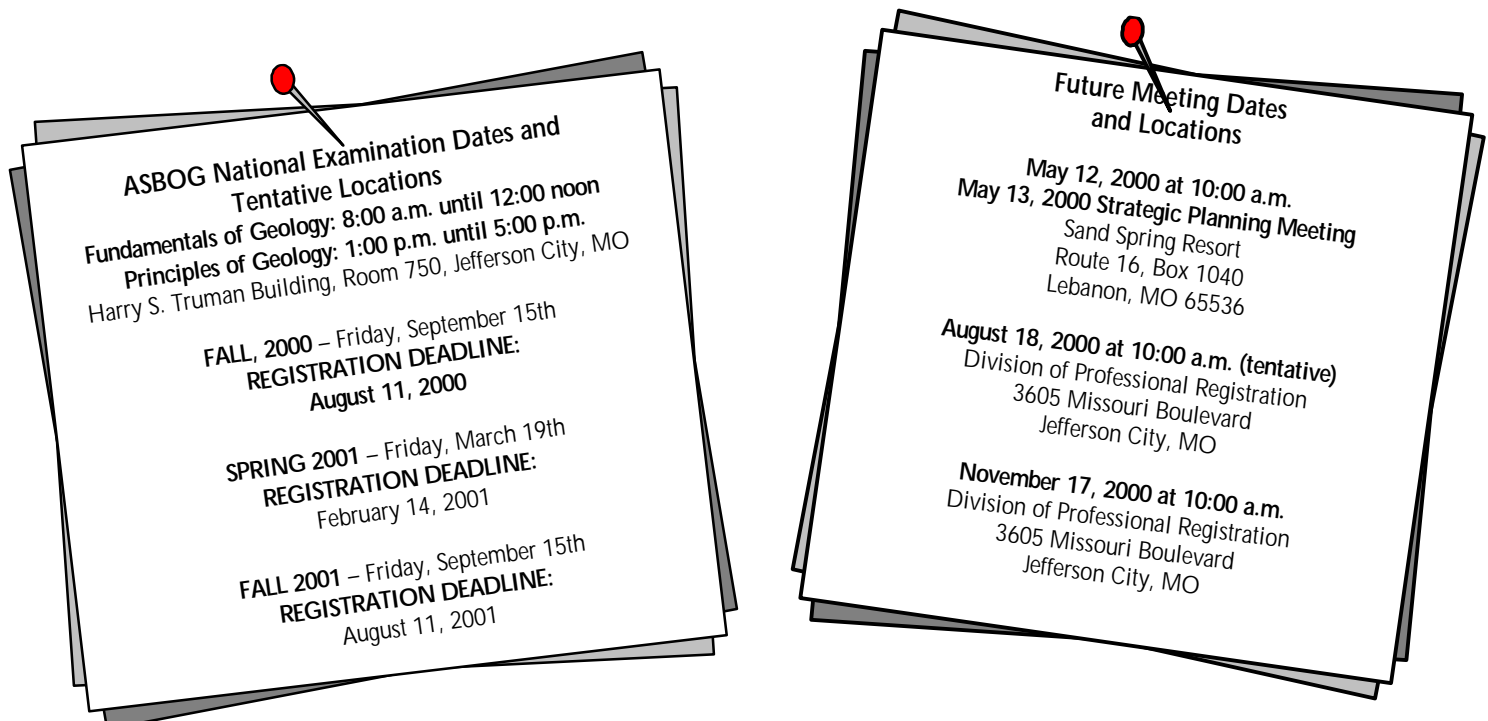 ASBOG National Examination Dates and
Tentative Locations
Fundamentals of Geology: 8:00 a.m. until 12:00 noon
Principles of Geology: 1:00 p.m. until 5:00 p.m.
Harry S. Truman Building, Room 750, Jefferson City, MO
FALL, 2000 – Friday, September 15th
REGISTRATION DEADLINE:
August 11, 2000
SPRING 2001 – Friday, March 19th
REGISTRATION DEADLINE:
February 14, 2001
FALL 2001 – Friday, September 15th
REGISTRATION DEADLINE:
August 11, 2001
Future Meeting Dates
and Locations
May 12, 2000 at 10:00 a.m.
May 13, 2000 Strategic Planning Meeting
Sand Spring Resort
Route 16, Box 1040
Lebanon, MO 65536
August 18, 2000 at 10:00 a.m. (tentative)
Division of Professional Registration
3605 Missouri Boulevard
Jefferson City, MO
November 17, 2000 at 10:00 a.m.
Division of Professional Registration
3605 Missouri Boulevard
Jefferson City, MO